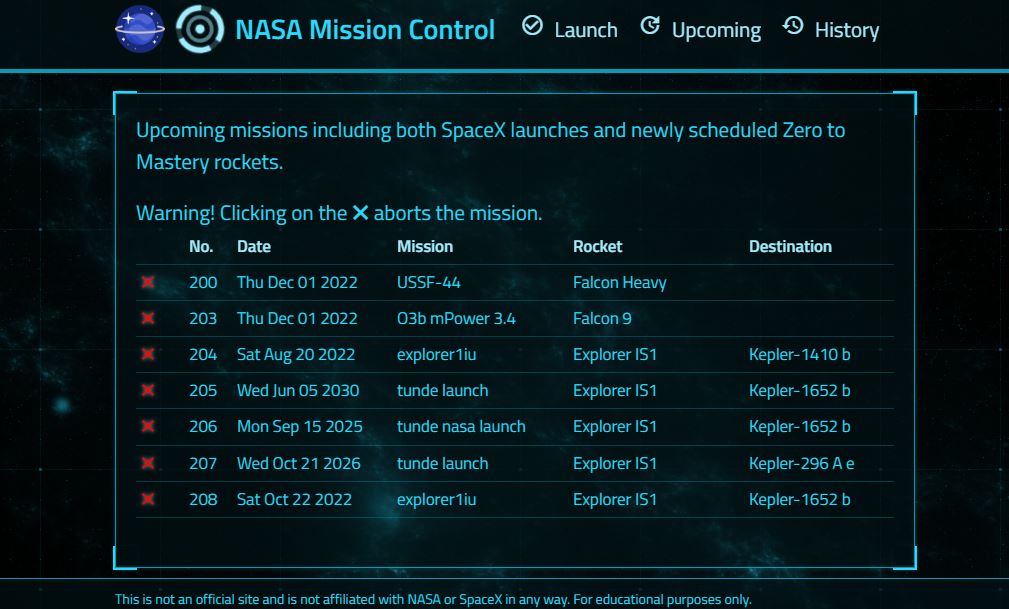 NASA Mission Control Launch Upcoming History
Upcoming missions including both SpaceX launches and newly scheduled Zero to
Mastery rockets.
Warning! Clicking on the ✕ aborts the mission.
No. Date Mission Rocket Destination
✕ 200 Thu Dec 01 2022 USSF-44 Falcon Heavy
✕ 203 Thu Dec 01 2022 O3b mPower 3.4 Falcon 9
✕ 204 Sat Aug 20 2022 explorer1iu Explorer IS1 Kepler-1410 b
✕ 205 Wed Jun 05 2030 tunde launch Explorer IS1 Kepler-1652 b
✕ 206 Mon Sep 15 2025 tunde nasa launch Explorer IS1 Kepler-1652 b
✕ 207 Wed Oct 21 2026 tunde launch Explorer IS1 Kepler-296 A e
✕ 208 Sat Oct 22 2022 explorer1iu Explorer IS1 Kepler-1652 b
This is not an official site and is not affiliated with NASA or SpaceX in any way. For educational purposes only.